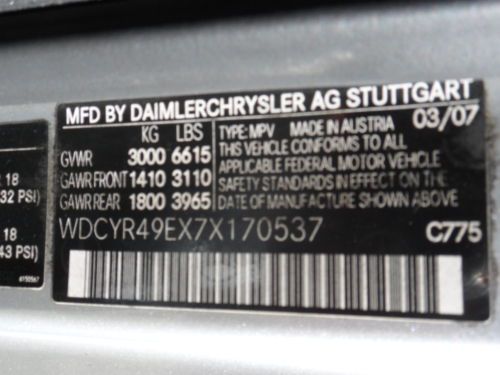 MFD BY DAIMLERCHRYSLER AG STUTTGART
KG LBS TYPE: MPV MADE IN AUSTRIA 03/07
GVWR 3000 6615 THIS VEHICLE CONFORMS TO ALL
GAWR FRONT 1410 3110 APPLICABLE FEDERAL MOTOR VEHICLE
GAWR REAR 1800 3965 SAFETY STANDARDS IN EFFECT ON THE
DATE OF MANUFACTURE SHOWN ABOVE
WDCYR49EX7X170537 C775
18
32 PSI)
18
43 PSI)